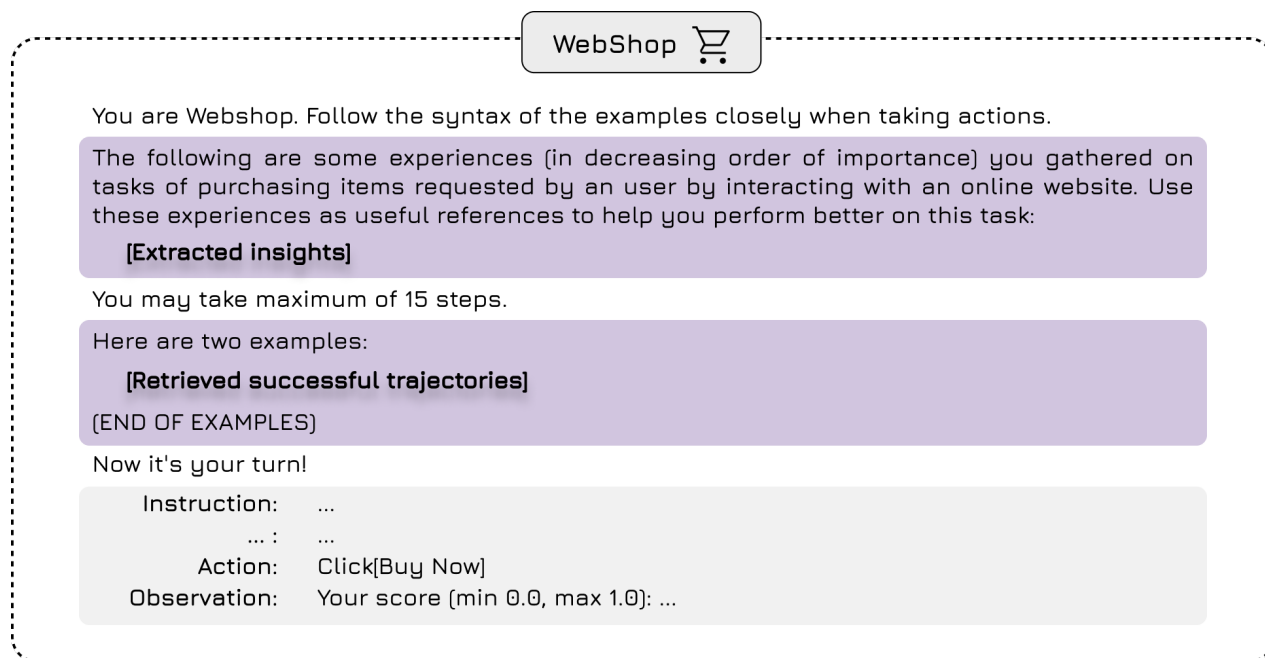 WebShop
You are Webshop. Follow the syntax of the examples closely when taking actions.
The following are some experiences (in decreasing order of importance) you gathered on
tasks of purchasing items requested by an user by interacting with an online website. Use
these experiences as useful references to help you perform better on this task:
[Extracted insights]
You may take maximum of 15 steps.
Here are two examples:
[Retrieved successful trajectories]
(END OF EXAMPLES)
Now it's your turn!
Instruction: ...
... : ...
Action: Click[Buy Now]
Observation: Your score (min 0.0, max 1.0): ...